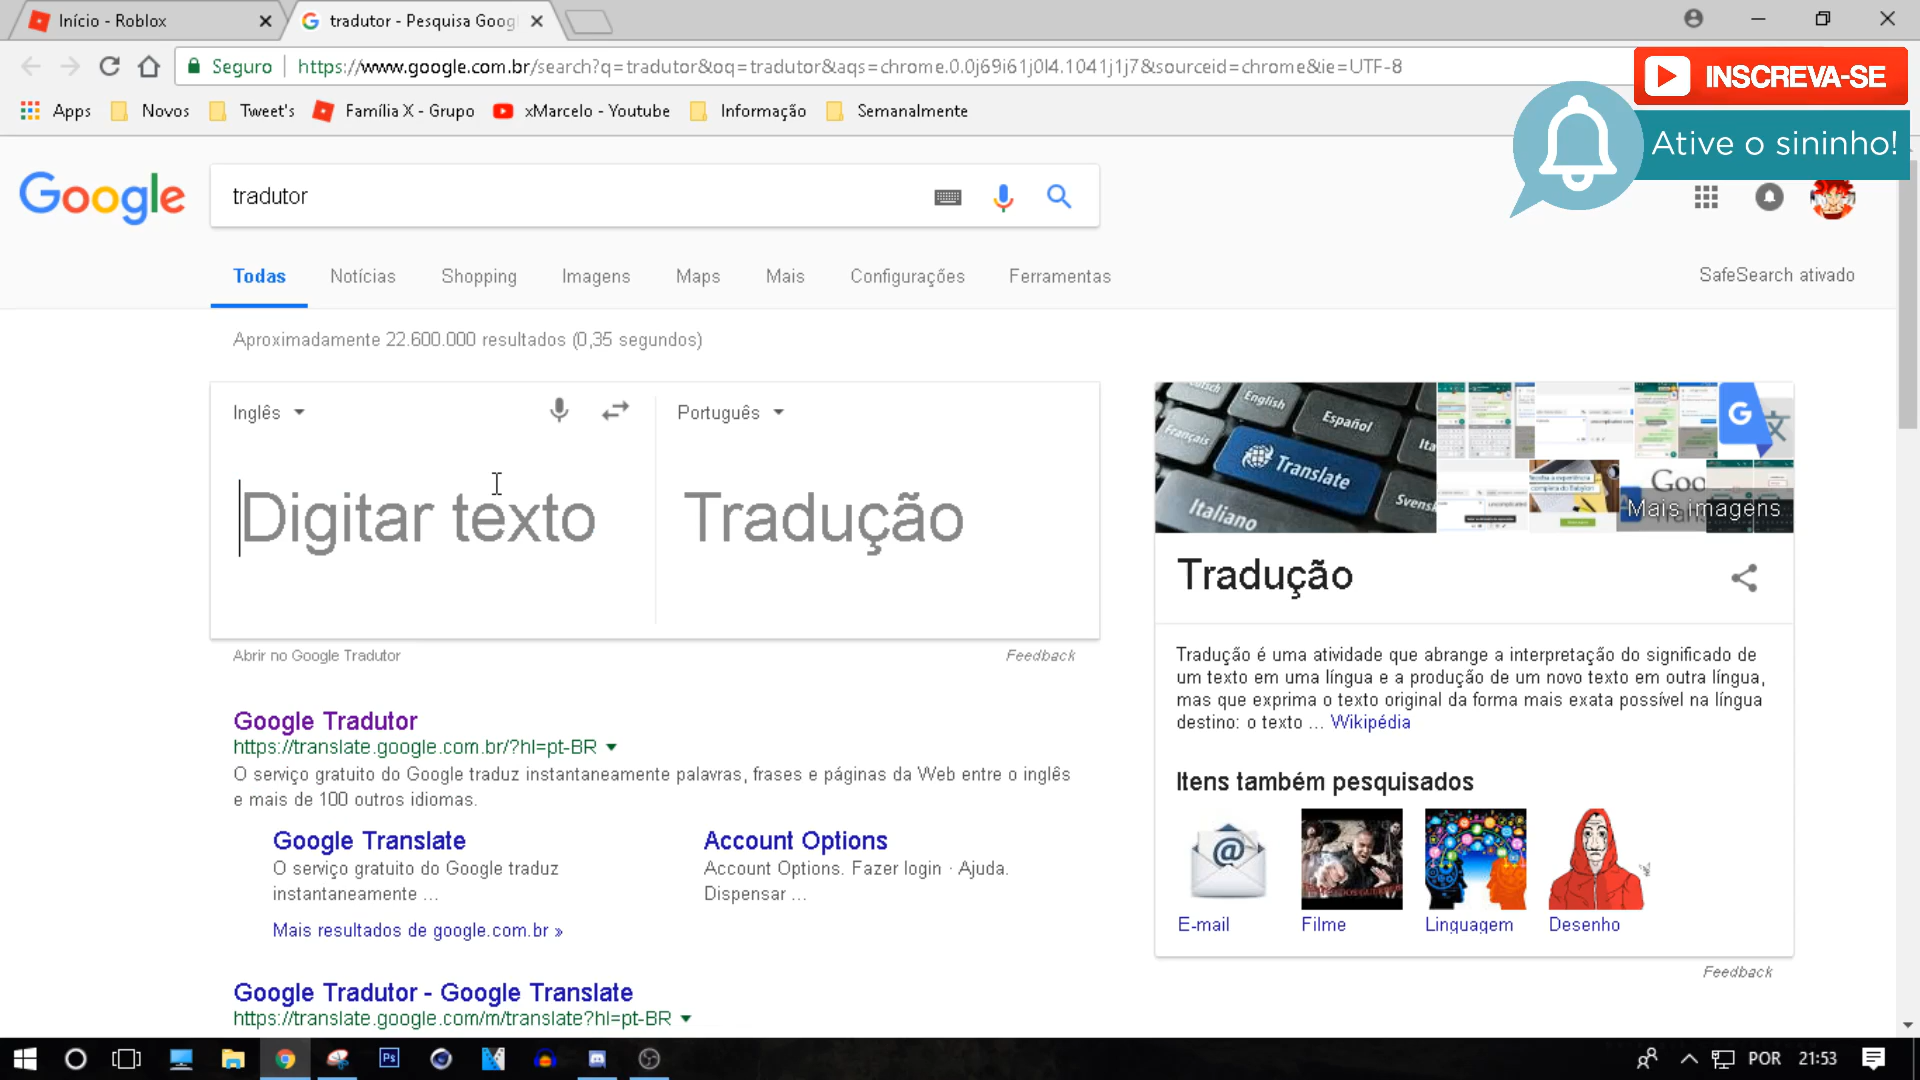 Início - Roblox
tradutor - Pesquisa Goog
Seguro
https://www.google.com.br/search?q=tradutor&oq=tradutor&aqs=chrome.0.0j69i61j0l4.1041j1j7&sourceid=chrome&ie=UTF-8
INSCREVA-SE
Apps
Novos
Tweet's
Família X - Grupo
xMarcelo - Youtube
Informação
Semanalmente
Ative o sininho!
Google
tradutor
Todas
Notícias
Shopping
Imagens
Maps
Mais
Configurações
Ferramentas
SafeSearch ativado
Aproximadamente 22.600.000 resultados (0,35 segundos)
Inglês
Português
Digitar texto
Tradução
Abrir no Google Tradutor
Feedback
English
Español
Français
Translate
Italiano
Svensk
Goo
Mais imagens
Tradução
Tradução é uma atividade que abrange a interpretação do significado de
um texto em uma língua e a produção de um novo texto em outra língua,
mas que exprima o texto original da forma mais exata possível na língua
destino: o texto ... Wikipédia
Google Tradutor
https://translate.google.com.br/?hl=pt-BR
O serviço gratuito do Google traduz instantaneamente palavras, frases e páginas da Web entre o inglês
e mais de 100 outros idiomas.
Google Translate
O serviço gratuito do Google traduz
instantaneamente ...
Account Options
Account Options. Fazer login · Ajuda.
Dispensar ...
Mais resultados de google.com.br »
Google Tradutor - Google Translate
https://translate.google.com/m/translate?hl=pt-BR
Itens também pesquisados
E-mail
Filme
Linguagem
Desenho
Feedback
Ps
POR
21:53